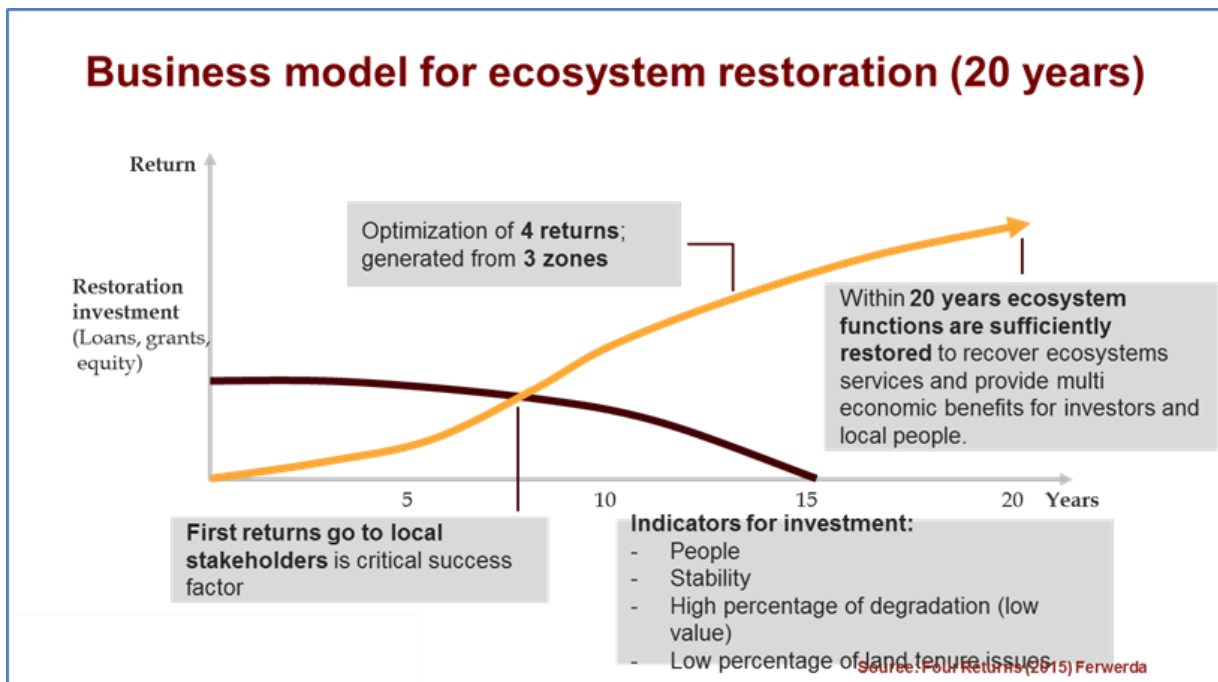 Business model for ecosystem restoration (20 years)
Return
Optimization of 4 returns;
generated from 3 zones
Restoration
investment
(Loans, grants,
equity)
Within 20 years ecosystem
functions are sufficiently
restored to recover ecosystems
services and provide multi
economic benefits for investors and
local people.
5
10
15
20
Years
First returns go to local
stakeholders is critical success
factor
Indicators for investment:
- People
- Stability
- High percentage of degradation (low
value)
- Low percentage of land tenure issues
Source: Four Returns (2015) Ferwerda